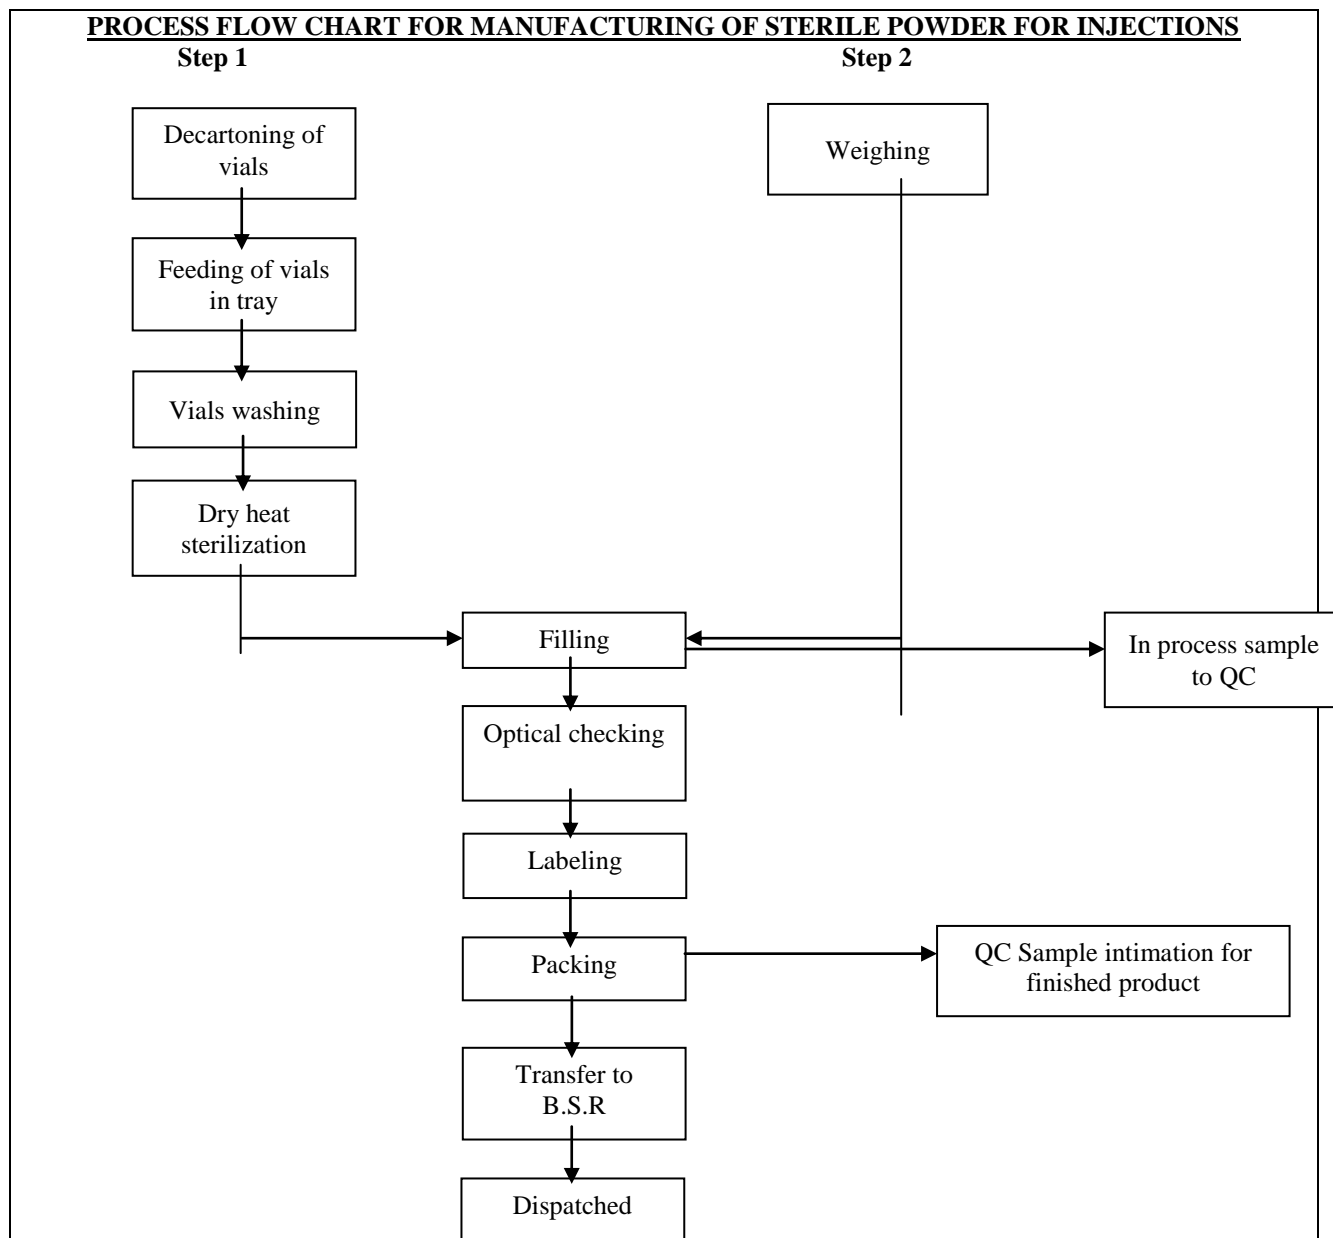 PROCESS FLOW CHART FOR MANUFACTURING OF STERILE POWDER FOR INJECTIONS
Step 1
Step 2
Decartoning of
vials
Weighing
Feeding of vials
in tray
Vials washing
Dry heat
sterilization
Filling
In process sample
to QC
Optical checking
Labeling
Packing
QC Sample intimation for
finished product
Transfer to
B.S.R
Dispatched